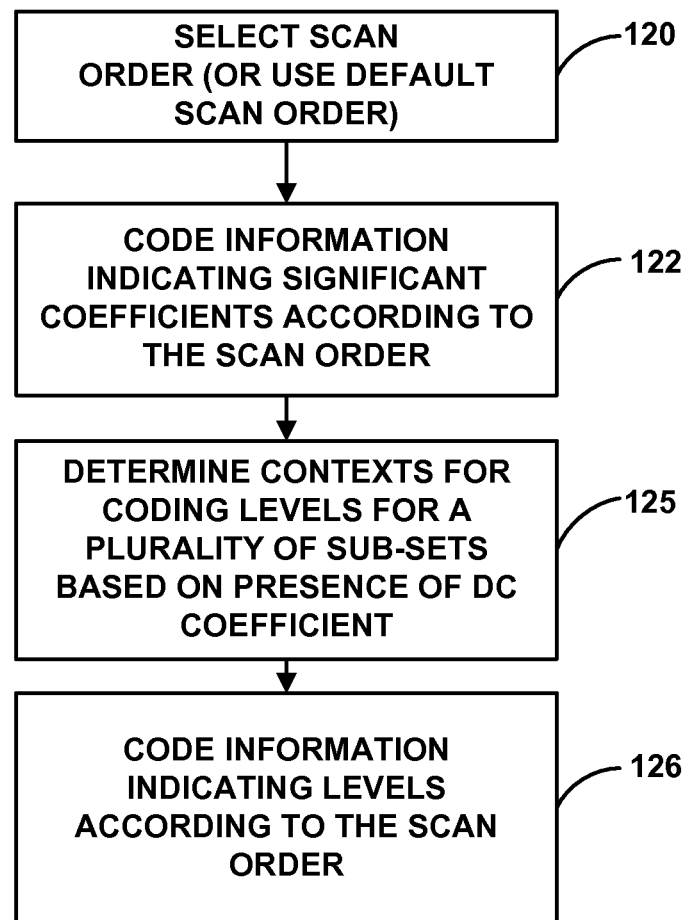 SELECT SCAN
ORDER (OR USE DEFAULT
SCAN ORDER)
120
CODE INFORMATION
INDICATING SIGNIFICANT
COEFFICIENTS ACCORDING TO
THE SCAN ORDER
122
DETERMINE CONTEXTS FOR
CODING LEVELS FOR A
PLURALITY OF SUB-SETS
BASED ON PRESENCE OF DC
COEFFICIENT
125
CODE INFORMATION
INDICATING LEVELS
ACCORDING TO THE SCAN
ORDER
126